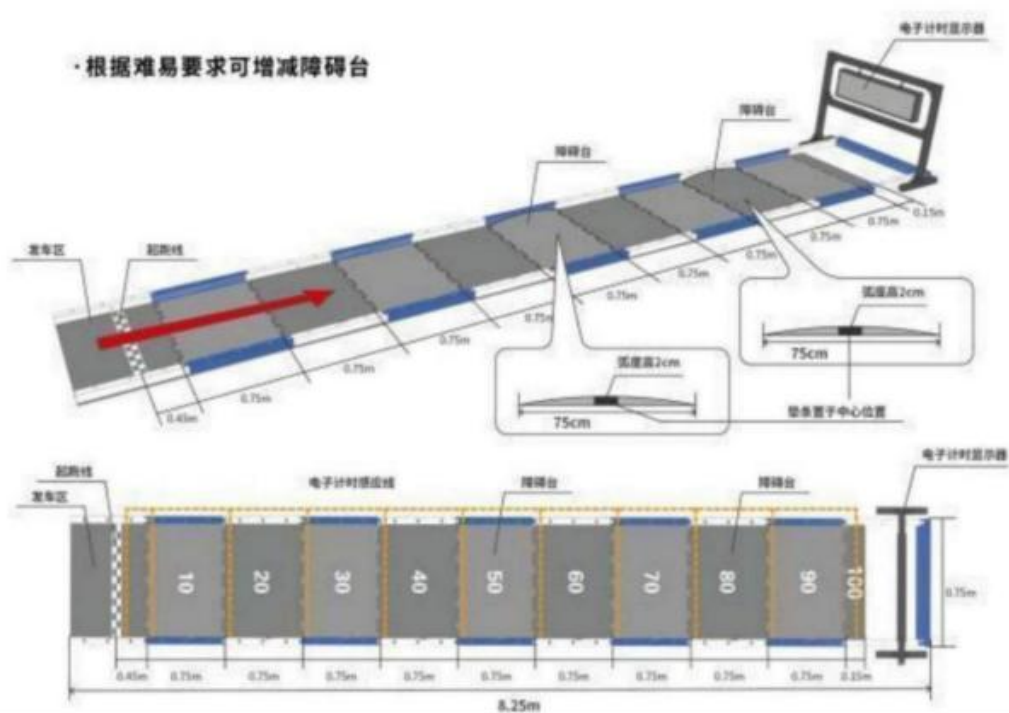 ·根据难易要求可增减障碍台
电子计时显示器
障碍台
障碍台
发车区
起跑线
0.15m
0.75m
0.75m
0.75m
0.75m
0.75m
0.75m
0.75m
0.75m
0.75m
0.45m
弧度高2cm
75cm
弧度高2cm
75cm
垫条置于中心位置
起跑线
发车区
电子计时感应线
障碍台
障碍台
电子计时显示器
10
20
30
40
50
60
70
80
90
100
0.75m
0.45m
0.75m
0.75m
0.75m
0.75m
0.75m
0.75m
0.75m
0.75m
0.75m
0.15m
8.25m